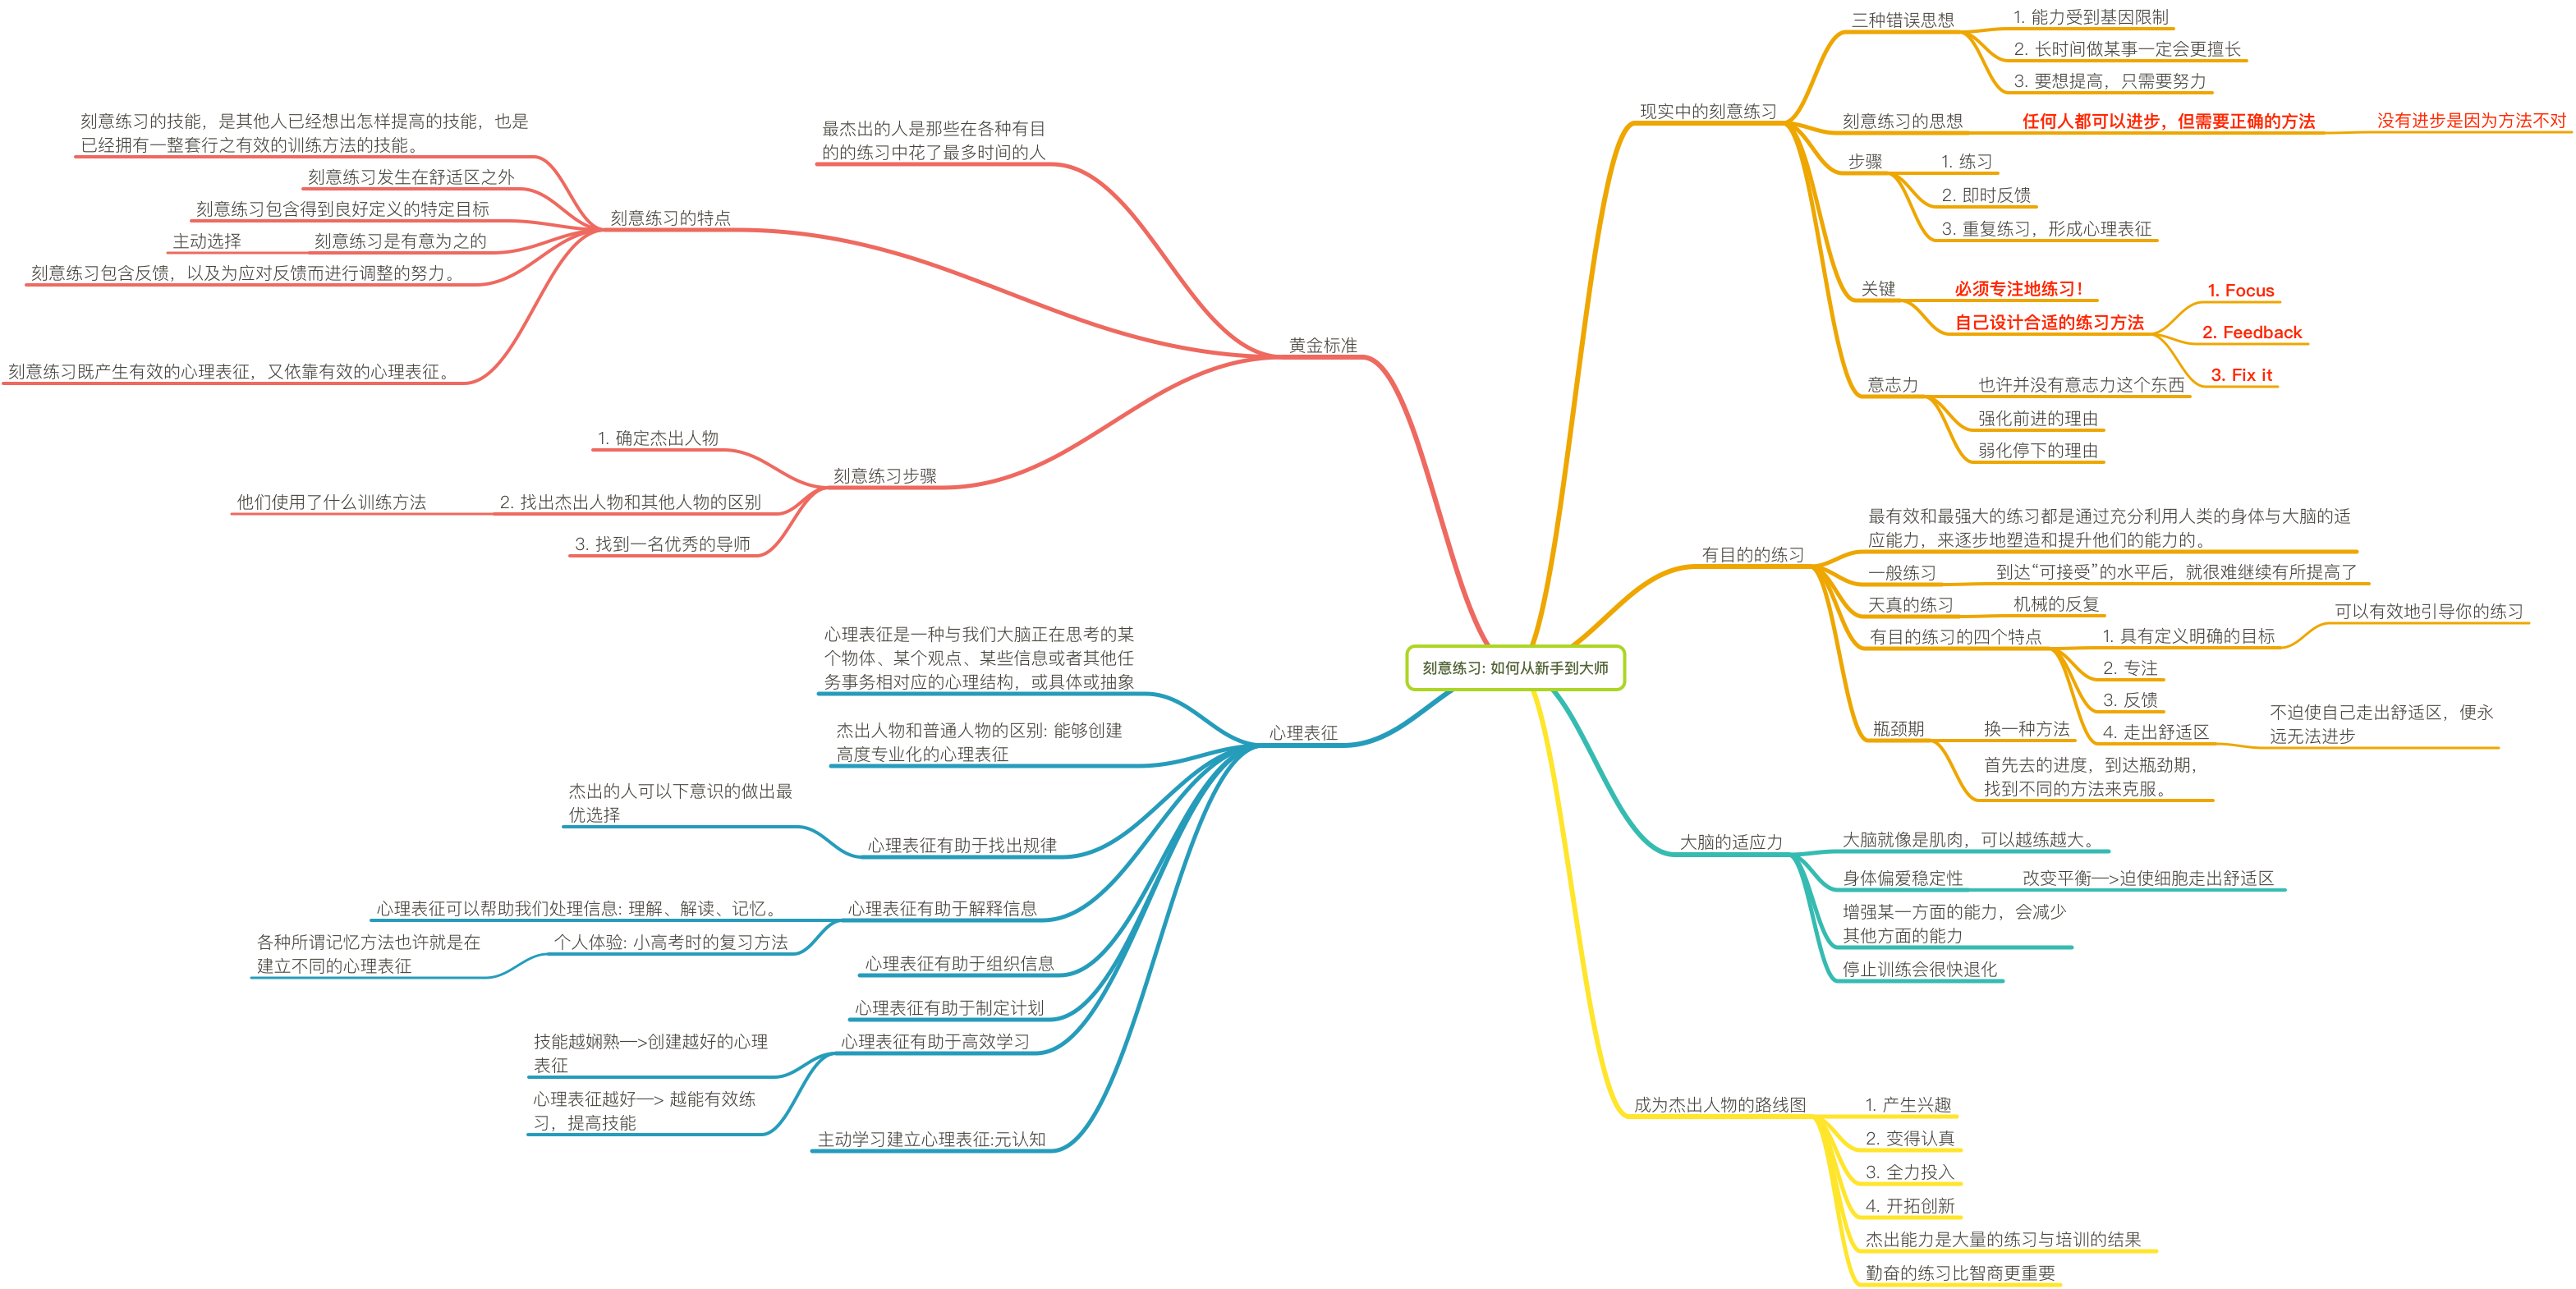 刻意练习: 如何从新手到大师
现实中的刻意练习
三种错误思想
1. 能力受到基因限制
2. 长时间做某事一定会更擅长
3. 要想提高，只需要努力
刻意练习的思想
任何人都可以进步，但需要正确的方法
没有进步是因为方法不对
步骤
1. 练习
2. 即时反馈
3. 重复练习，形成心理表征
关键
必须专注地练习！
自己设计合适的练习方法
1. Focus
2. Feedback
3. Fix it
意志力
也许并没有意志力这个东西
强化前进的理由
弱化停下的理由
有目的的练习
最有效和最强大的练习都是通过充分利用人类的身体与大脑的适
应能力，来逐步地塑造和提升他们的能力的。
一般练习
到达“可接受”的水平后，就很难继续有所提高了
天真的练习
机械的反复
有目的练习的四个特点
1. 具有定义明确的目标
可以有效地引导你的练习
2. 专注
3. 反馈
4. 走出舒适区
不迫使自己走出舒适区，便永
远无法进步
瓶颈期
换一种方法
首先去的进度，到达瓶劲期，
找到不同的方法来克服。
大脑的适应力
大脑就像是肌肉，可以越练越大。
身体偏爱稳定性
改变平衡—>迫使细胞走出舒适区
增强某一方面的能力，会减少
其他方面的能力
停止训练会很快退化
成为杰出人物的路线图
1. 产生兴趣
2. 变得认真
3. 全力投入
4. 开拓创新
杰出能力是大量的练习与培训的结果
勤奋的练习比智商更重要
黄金标准
最杰出的人是那些在各种有目
的的练习中花了最多时间的人
刻意练习的特点
刻意练习的技能，是其他人已经想出怎样提高的技能，也是
已经拥有一整套行之有效的训练方法的技能。
刻意练习发生在舒适区之外
刻意练习包含得到良好定义的特定目标
刻意练习是有意为之的
主动选择
刻意练习包含反馈，以及为应对反馈而进行调整的努力。
刻意练习既产生有效的心理表征，又依靠有效的心理表征。
刻意练习步骤
1. 确定杰出人物
2. 找出杰出人物和其他人物的区别
他们使用了什么训练方法
3. 找到一名优秀的导师
心理表征
心理表征是一种与我们大脑正在思考的某
个物体、某个观点、某些信息或者其他任
务事务相对应的心理结构，或具体或抽象
杰出人物和普通人物的区别: 能够创建
高度专业化的心理表征
心理表征有助于找出规律
杰出的人可以下意识的做出最
优选择
心理表征有助于解释信息
心理表征可以帮助我们处理信息: 理解、解读、记忆。
个人体验: 小高考时的复习方法
各种所谓记忆方法也许就是在
建立不同的心理表征
心理表征有助于组织信息
心理表征有助于制定计划
心理表征有助于高效学习
技能越娴熟—>创建越好的心理
表征
心理表征越好—> 越能有效练
习，提高技能
主动学习建立心理表征:元认知